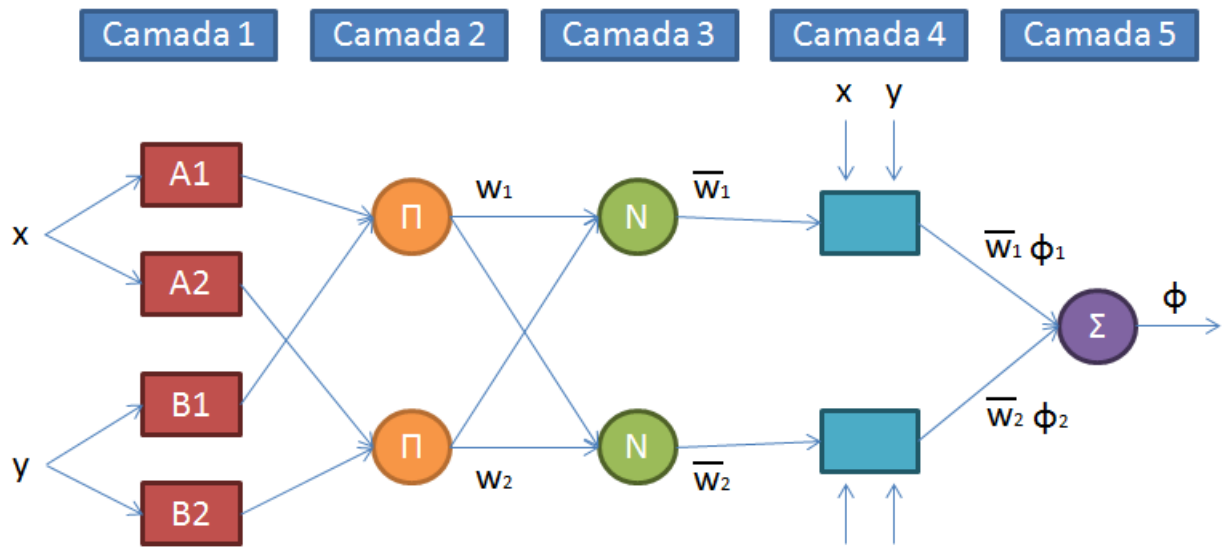 Camada 1 Camada 2 Camada 3 Camada 4 Camada 5
x y
A1
Π w₁ N w̅₁
x
A2
w̅₁ ϕ₁
Σ ϕ
B1
w̅₂ ϕ₂
y
Π w₂ N w̅₂
B2